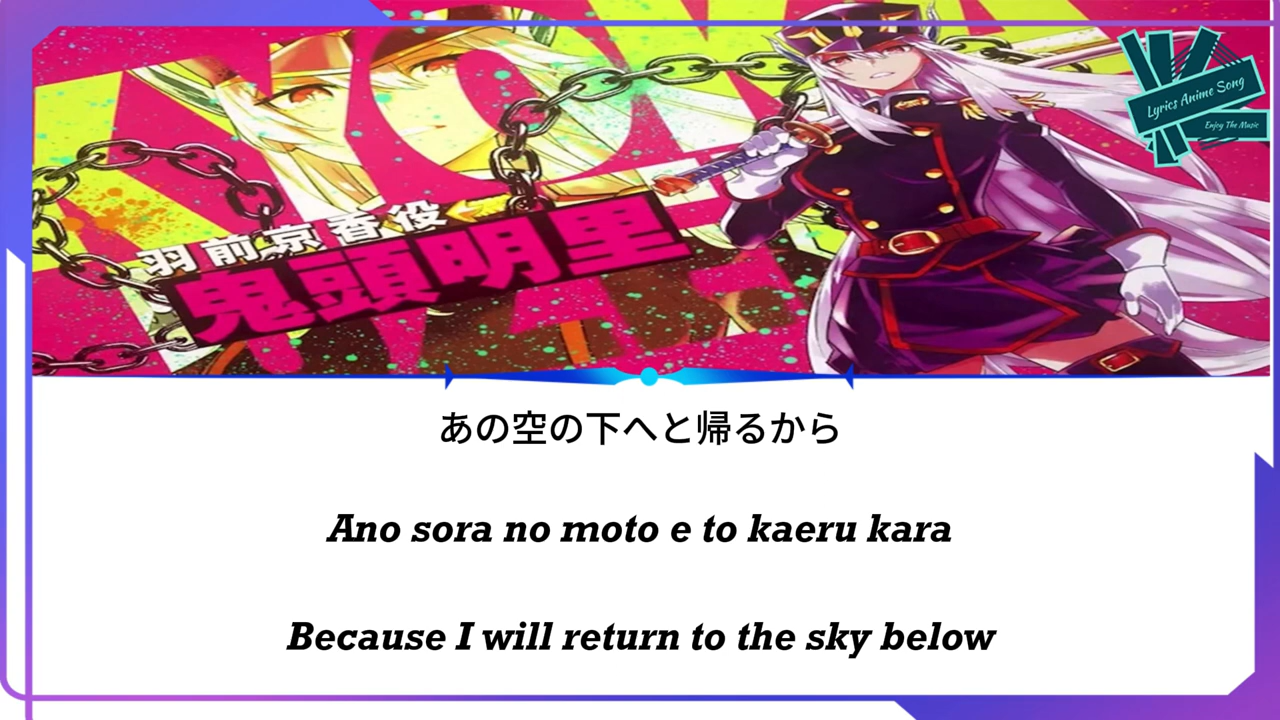 Lyrics Anime Song
Enjoy The Music
羽前京香役
鬼頭明里
あの空の下へと帰るから
Ano sora no moto e to kaeru kara
Because I will return to the sky below